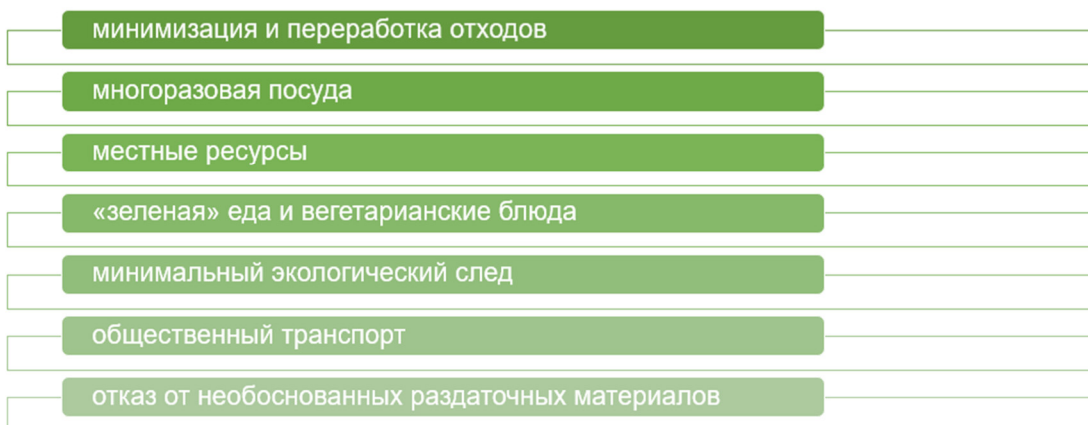 минимизация и переработка отходов
многоразовая посуда
местные ресурсы
«зеленая» еда и вегетарианские блюда
минимальный экологический след
общественный транспорт
отказ от необоснованных раздаточных материалов